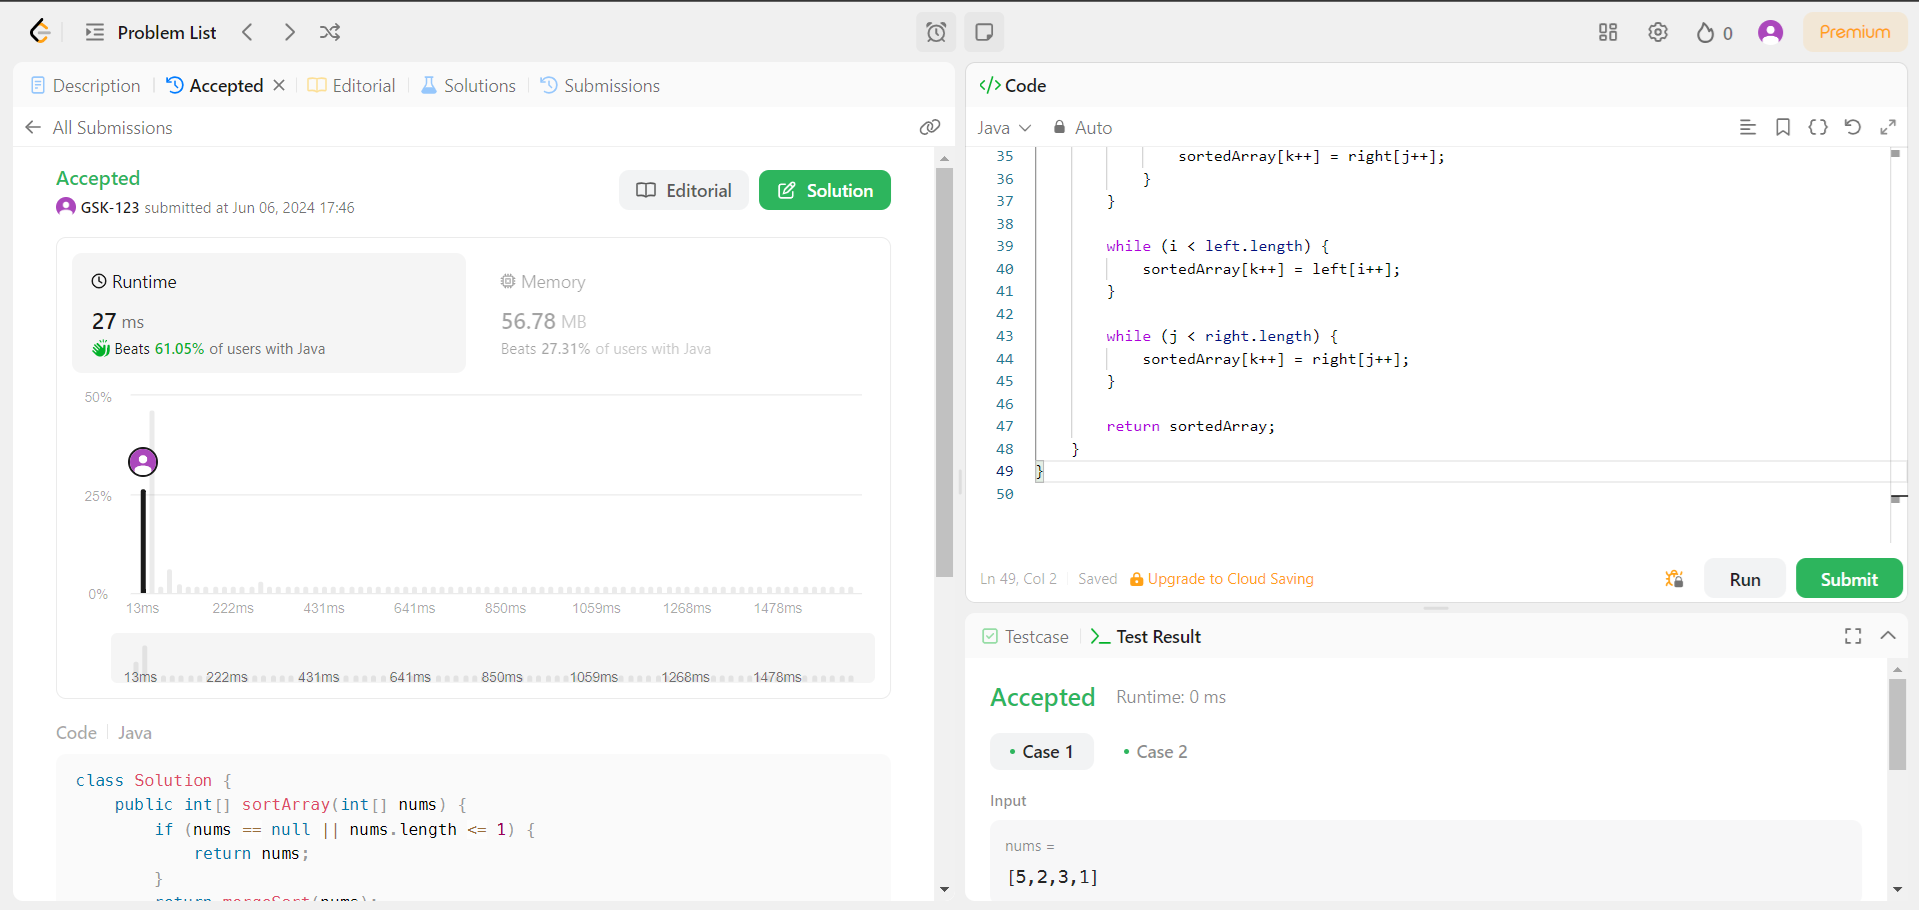 Problem List
0
Premium
Description
Accepted
Editorial
Solutions
Submissions
All Submissions
Accepted
GSK-123 submitted at Jun 06, 2024 17:46
Editorial
Solution
Runtime
27 ms
Beats 61.05% of users with Java
Memory
56.78 MB
Beats 27.31% of users with Java
50%
25%
0%
13ms 222ms 431ms 641ms 850ms 1059ms 1268ms 1478ms
13ms 222ms 431ms 641ms 850ms 1059ms 1268ms 1478ms
Code Java
class Solution {
public int[] sortArray(int[] nums) {
if (nums == null || nums.length <= 1) {
return nums;
}
return mergeSort(nums);
</> Code
Java
Auto
35 sortedArray[k++] = right[j++];
36 }
37 }
38
39 while (i < left.length) {
40 sortedArray[k++] = left[i++];
41 }
42
43 while (j < right.length) {
44 sortedArray[k++] = right[j++];
45 }
46
47 return sortedArray;
48 }
49 }
50
Ln 49, Col 2
Saved
Upgrade to Cloud Saving
Run
Submit
Testcase
Test Result
Accepted Runtime: 0 ms
Case 1
Case 2
Input
nums =
[5,2,3,1]